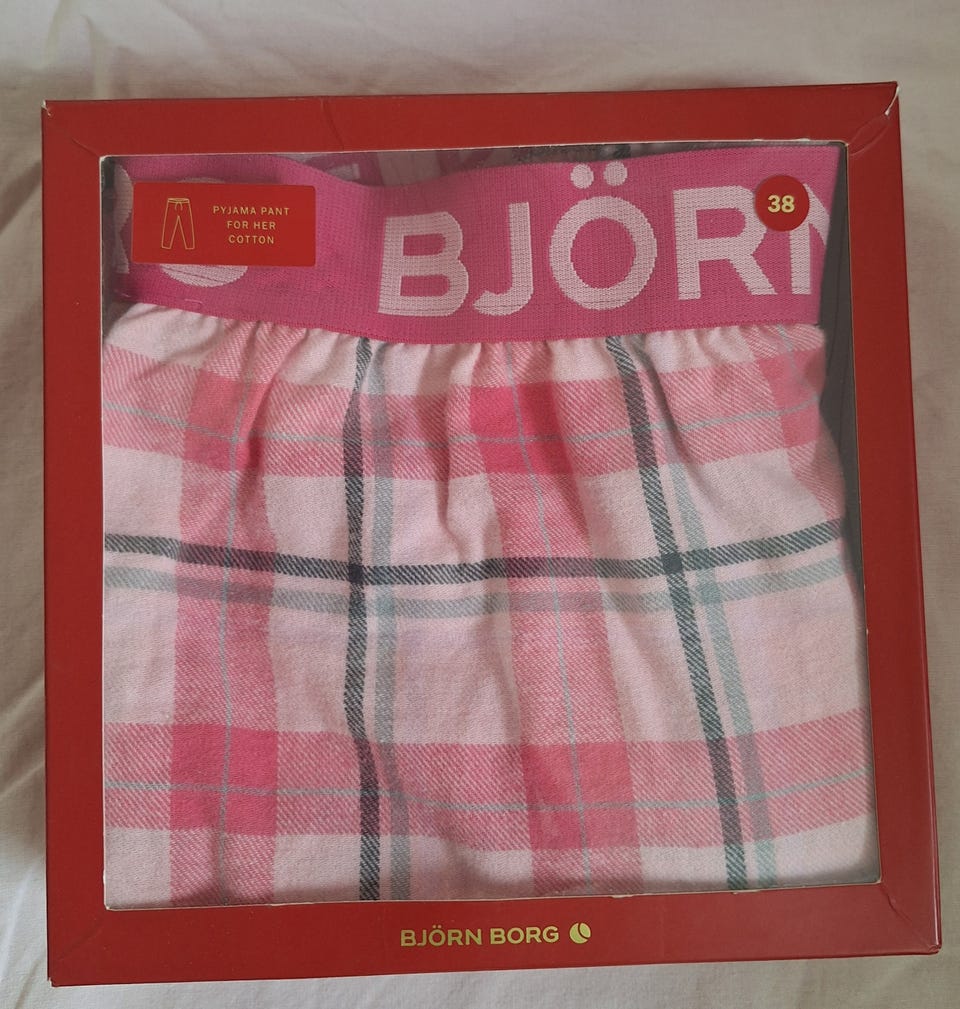 PYJAMA PANT
FOR HER
COTTON
BJÖRN
38
BJÖRN BORG